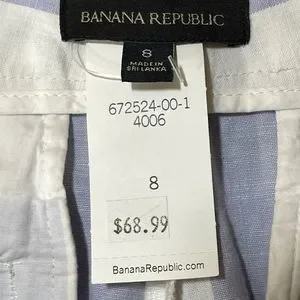 BANANA REPUBLIC
8
MADE IN
SRI LANKA
672524-00-1
4006
8
$68.99
BananaRepublic.com